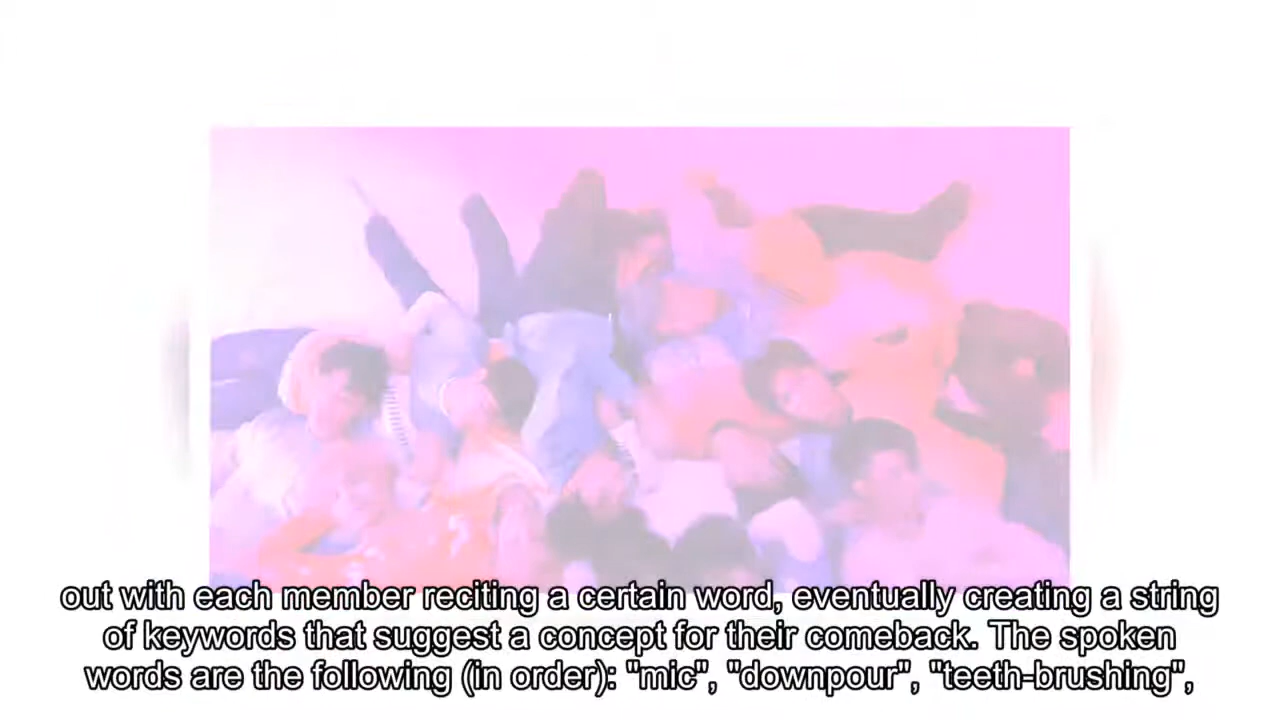 out with each member reciting a certain word, eventually creating a string
of keywords that suggest a concept for their comeback. The spoken
words are the following (in order): "mic", "downpour", "teeth-brushing",